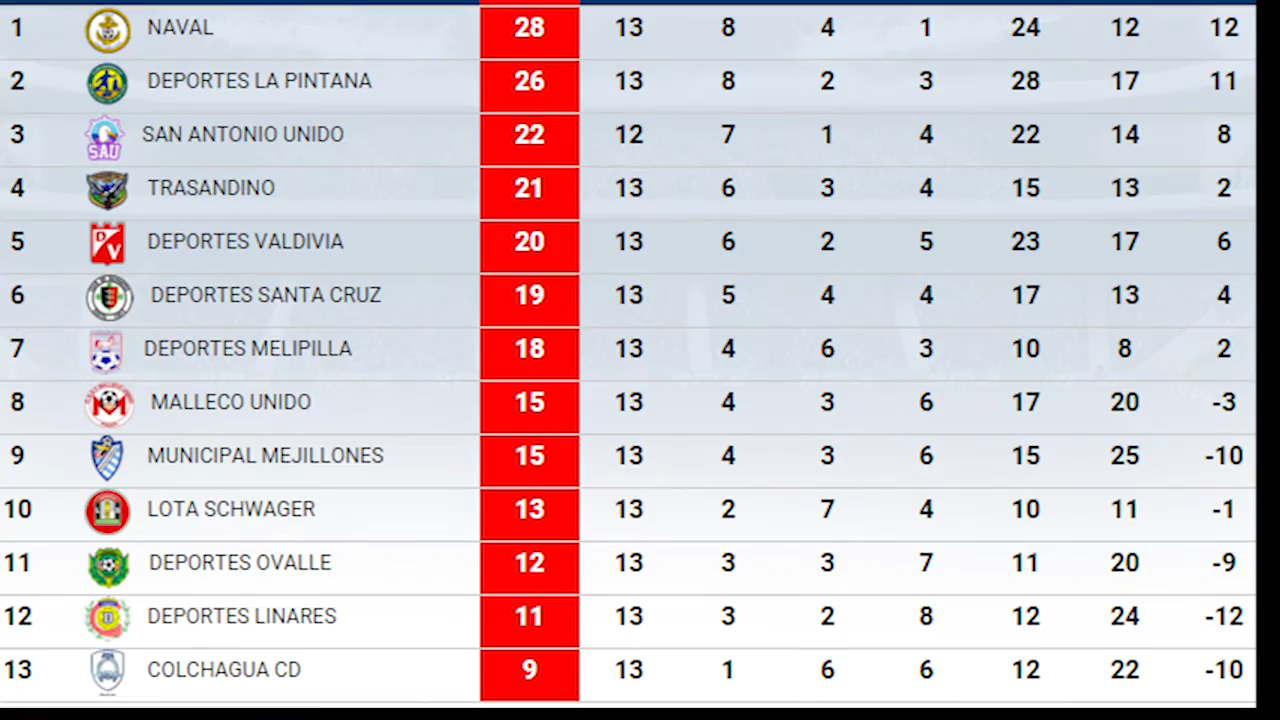 1 NAVAL 28 13 8 4 1 24 12 12
2 DEPORTES LA PINTANA 26 13 8 2 3 28 17 11
3 SAU SAN ANTONIO UNIDO 22 12 7 1 4 22 14 8
4 TRASANDINO 21 13 6 3 4 15 13 2
5 D V DEPORTES VALDIVIA 20 13 6 2 5 23 17 6
6 DEPORTES SANTA CRUZ 19 13 5 4 4 17 13 4
7 DEPORTES MELIPILLA 18 13 4 6 3 10 8 2
8 MALLECO UNIDO 15 13 4 3 6 17 20 -3
9 MUNICIPAL MEJILLONES 15 13 4 3 6 15 25 -10
10 LOTA SCHWAGER 13 13 2 7 4 10 11 -1
11 DEPORTES OVALLE 12 13 3 3 7 11 20 -9
12 DEPORTES LINARES 11 13 3 2 8 12 24 -12
13 COLCHAGUA CD 9 13 1 6 6 12 22 -10